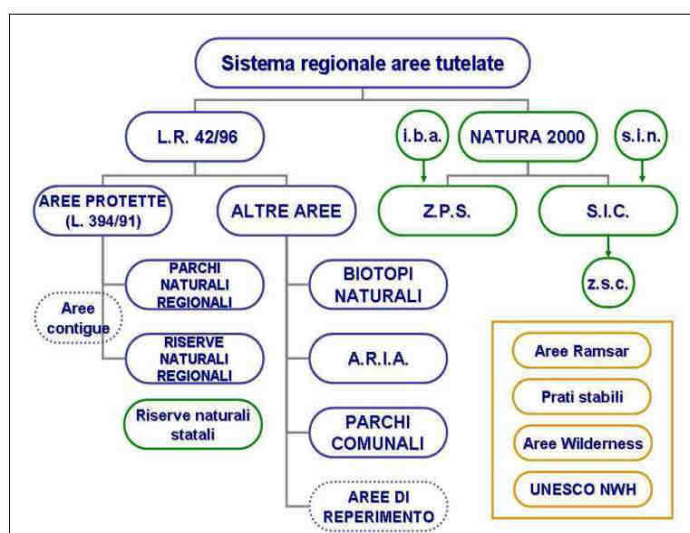 Sistema regionale aree tutelate
L.R. 42/96
i.b.a.
NATURA 2000
s.i.n.
AREE PROTETTE
(L. 394/91)
ALTRE AREE
Z.P.S.
S.I.C.
PARCHI
NATURALI
REGIONALI
BIOTOPI
NATURALI
z.s.c.
Aree
contigue
RISERVE
NATURALI
REGIONALI
A.R.I.A.
Aree Ramsar
Prati stabili
Riserve naturali
statali
PARCHI
COMUNALI
Aree Wilderness
AREE DI
REPERIMENTO
UNESCO NWH